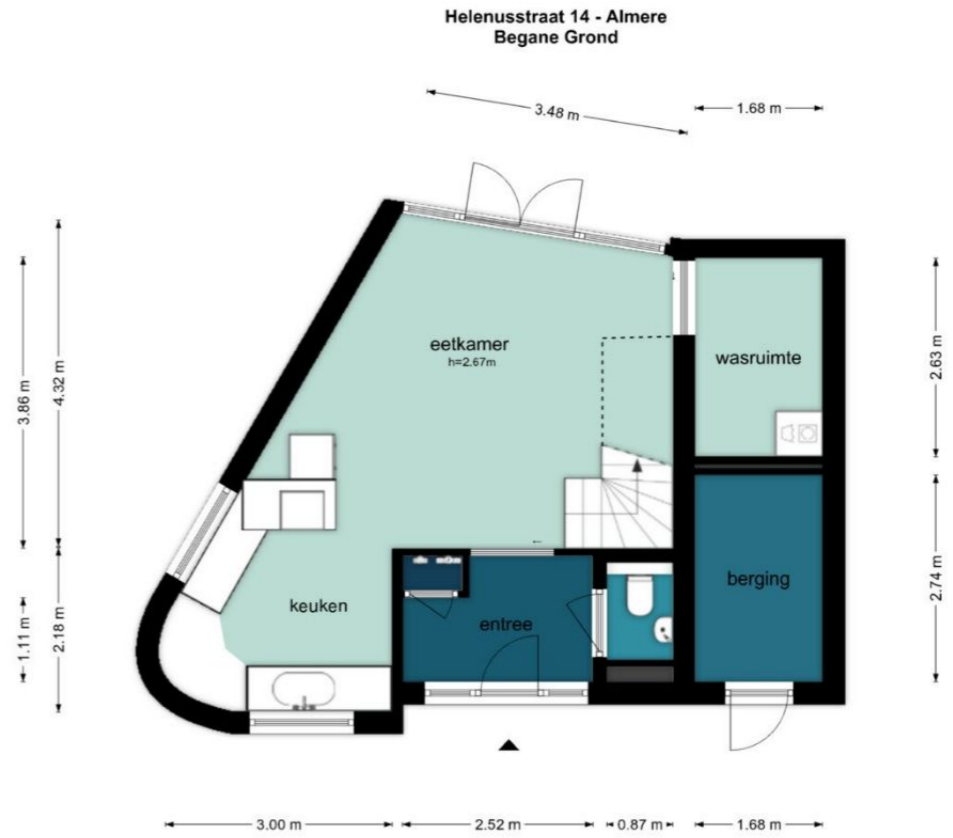 Helenusstraat 14 - Almere
Begane Grond
3.48 m
1.68 m
eetkamer
h=2.67m
wasruimte
3.86 m
4.32 m
2.63 m
keuken
entree
berging
1.11 m
2.18 m
2.74 m
3.00 m
2.52 m
0.87 m
1.68 m